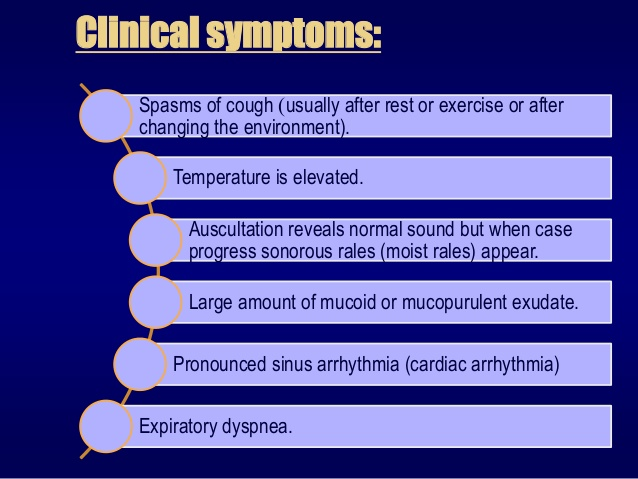 Clinical symptoms:
Spasms of cough (usually after rest or exercise or after
changing the environment).
Temperature is elevated.
Auscultation reveals normal sound but when case
progress sonorous rales (moist rales) appear.
Large amount of mucoid or mucopurulent exudate.
Pronounced sinus arrhythmia (cardiac arrhythmia)
Expiratory dyspnea.